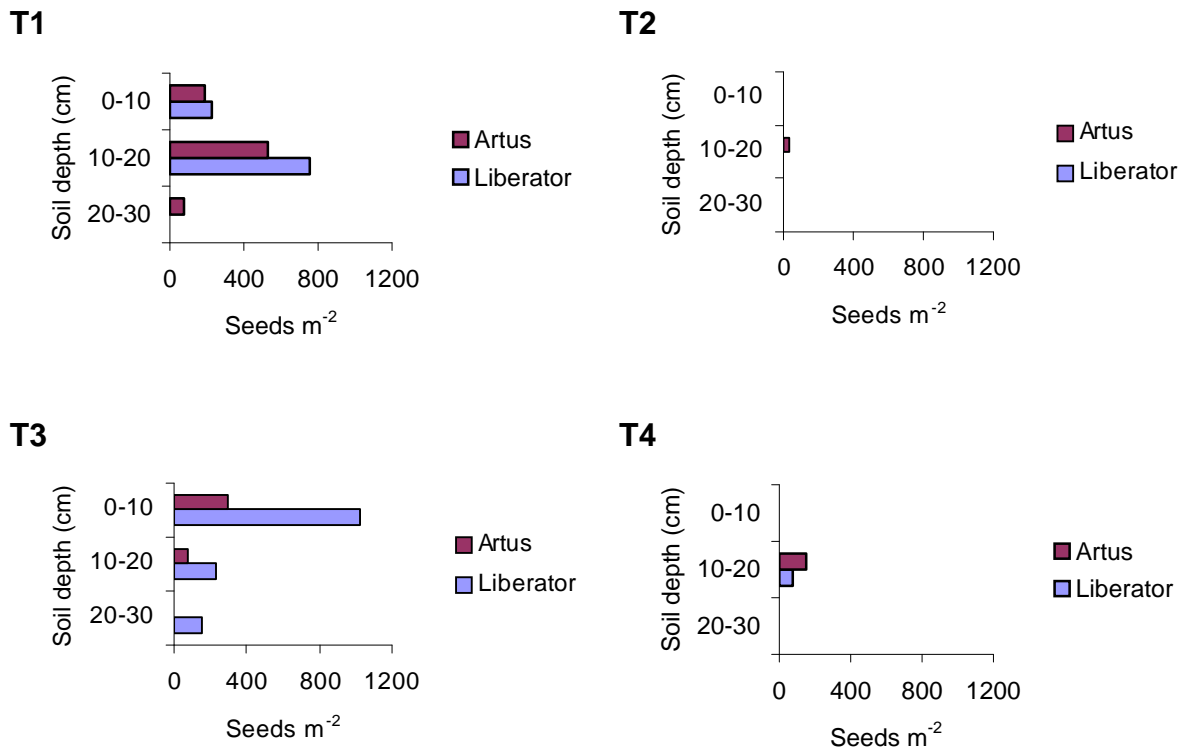 T1
Soil depth (cm)
0-10
10-20
20-30
0 400 800 1200
Seeds m-2
Artus
Liberator
T2
Soil depth (cm)
0-10
10-20
20-30
0 400 800 1200
Seeds m-2
Artus
Liberator
T3
Soil depth (cm)
0-10
10-20
20-30
0 400 800 1200
Seeds m-2
Artus
Liberator
T4
Soil depth (cm)
0-10
10-20
20-30
0 400 800 1200
Seeds m-2
Artus
Liberator